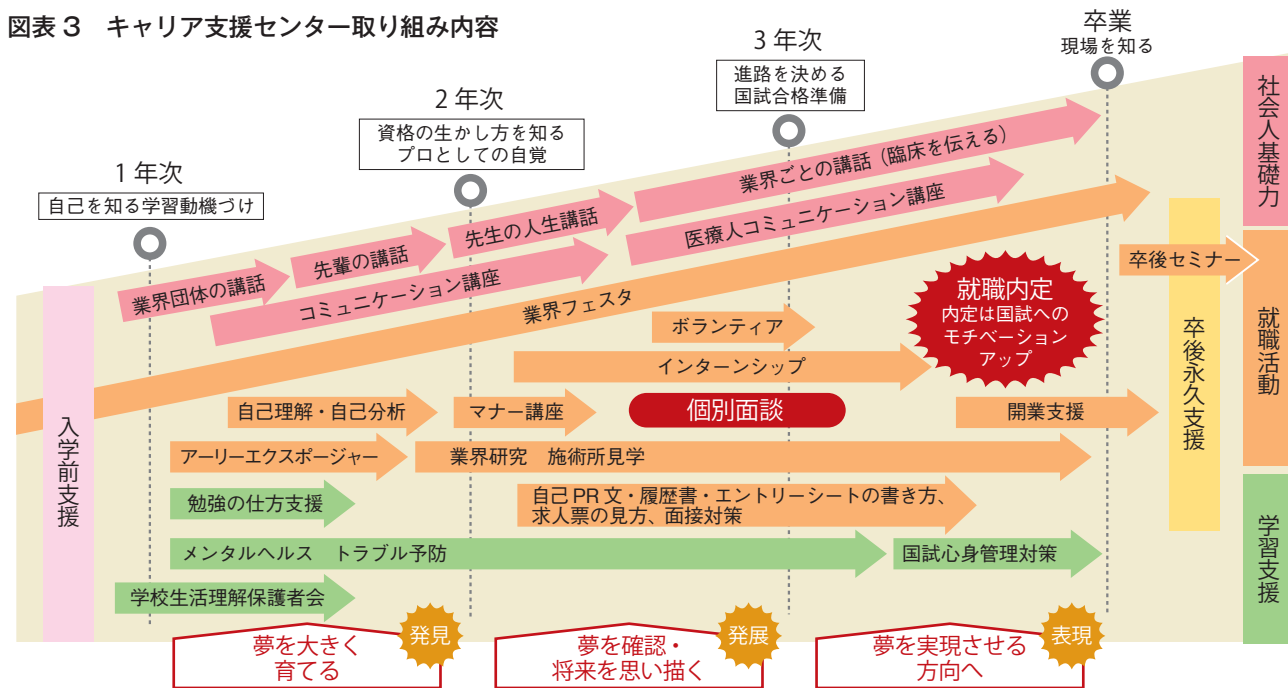 図表3 キャリア支援センター取り組み内容
卒業
現場を知る
3年次
進路を決める
国試合格準備
2年次
資格の生かし方を知る
プロとしての自覚
1年次
自己を知る学習動機づけ
社会人基礎力
就職活動
学習支援
入学前支援
業界団体の講話
先輩の講話
先生の人生講話
業界ごとの講話（臨床を伝える）
コミュニケーション講座
医療人コミュニケーション講座
業界フェスタ
卒後セミナー
卒後永久支援
就職内定
内定は国試への
モチベーション
アップ
ボランティア
インターンシップ
自己理解・自己分析
マナー講座
個別面談
開業支援
アーリーエクスポージャー
業界研究 施術所見学
勉強の仕方支援
自己PR文・履歴書・エントリーシートの書き方、
求人票の見方、面接対策
メンタルヘルス トラブル予防
国試心身管理対策
学校生活理解保護者会
夢を大きく
育てる
発見
夢を確認・
将来を思い描く
発展
夢を実現させる
方向へ
表現